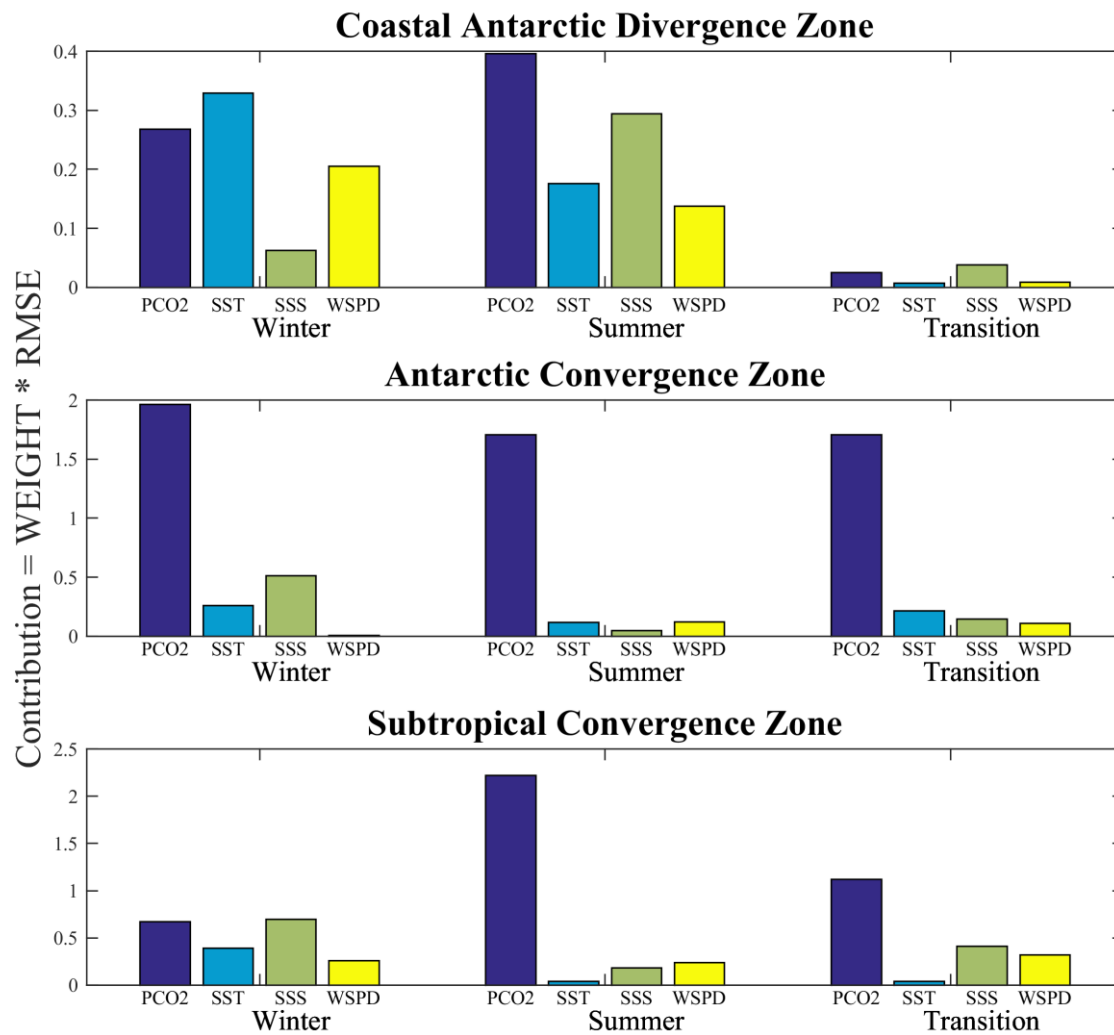 Contribution = WEIGHT * RMSE
Coastal Antarctic Divergence Zone
0.4
0.3
0.2
0.1
0
PCO2 SST SSS WSPD PCO2 SST SSS WSPD PCO2 SST SSS WSPD
Winter Summer Transition
Antarctic Convergence Zone
2
1.5
1
0.5
0
PCO2 SST SSS WSPD PCO2 SST SSS WSPD PCO2 SST SSS WSPD
Winter Summer Transition
Subtropical Convergence Zone
2.5
2
1.5
1
0.5
0
PCO2 SST SSS WSPD PCO2 SST SSS WSPD PCO2 SST SSS WSPD
Winter Summer Transition